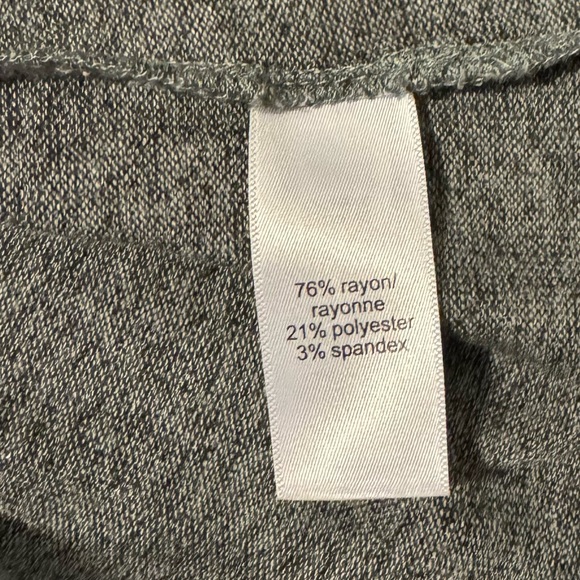 76% rayon/
rayonne
21% polyester
3% spandex